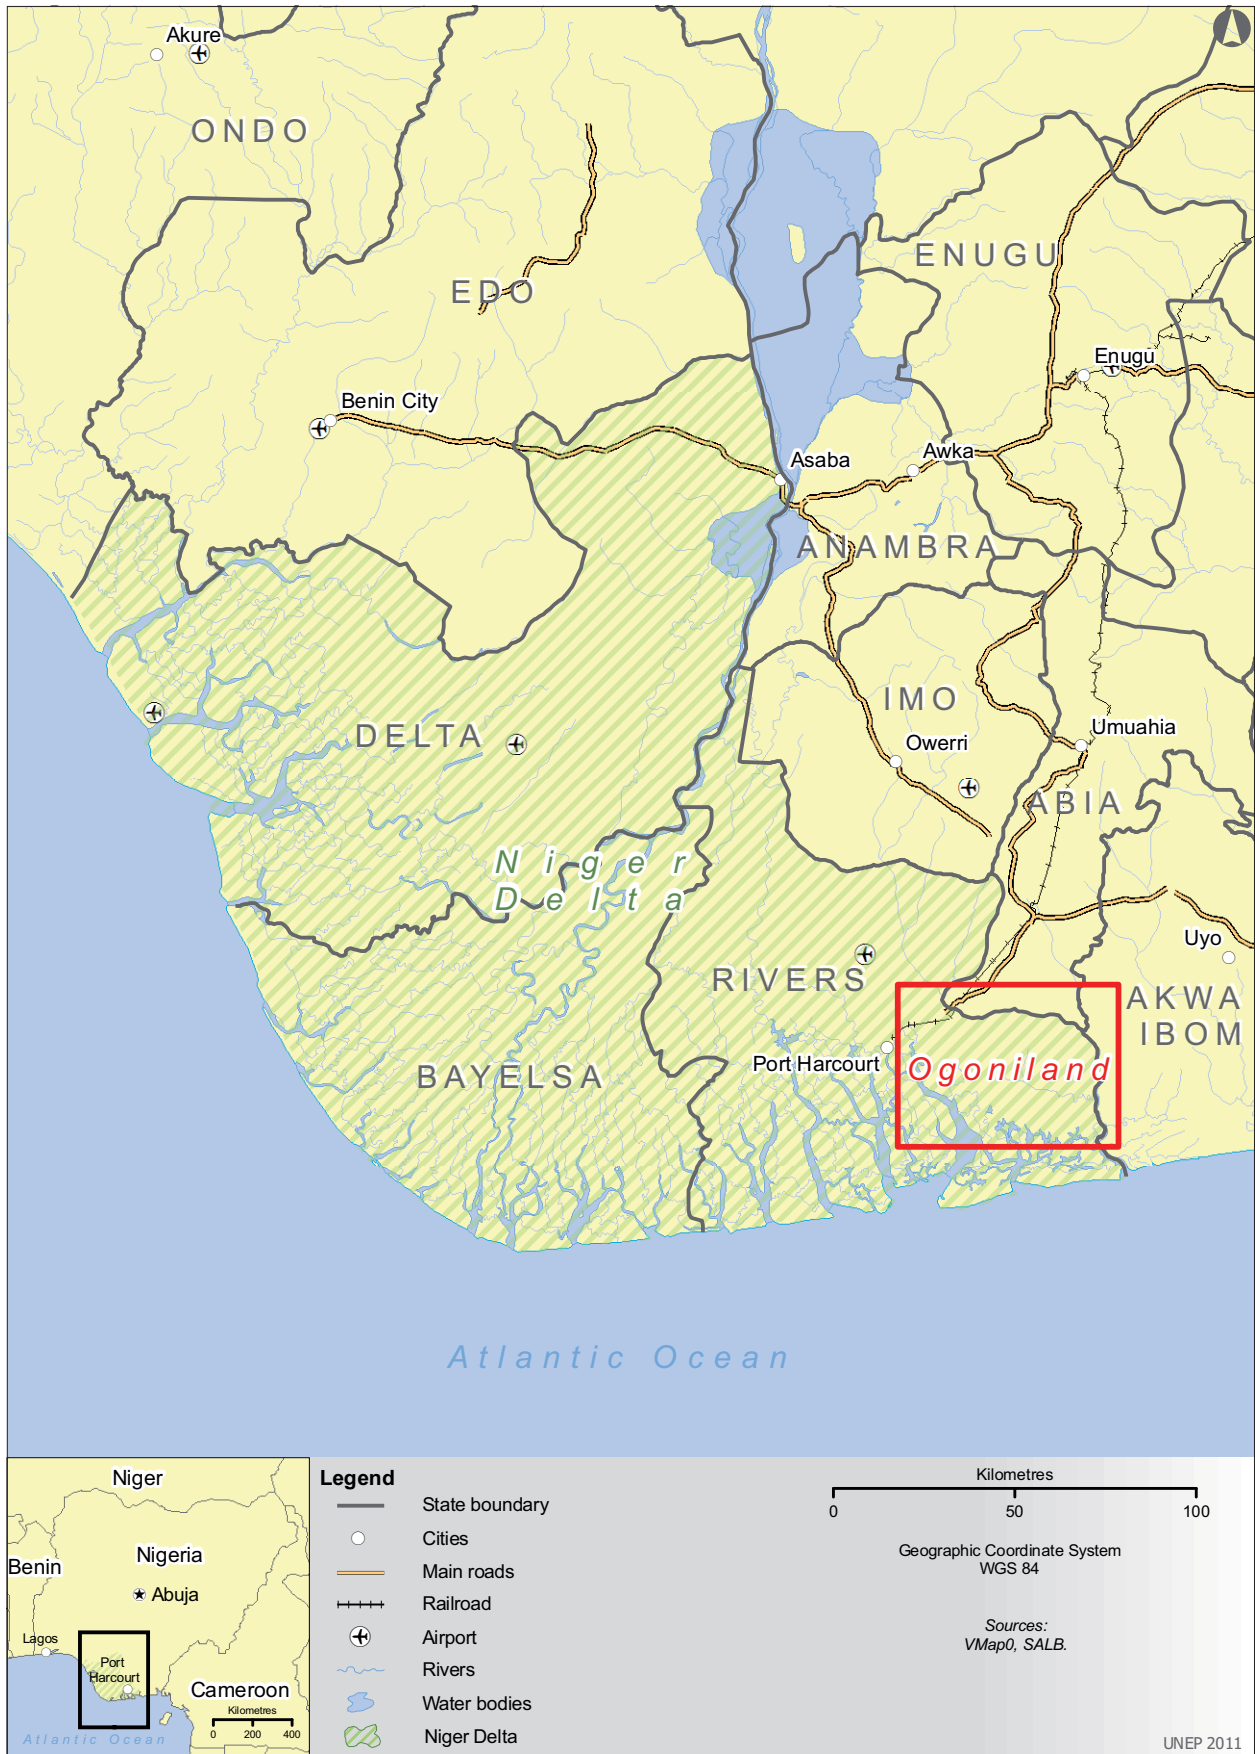 Akure
ONDO
ENUGU
EDO
Enugu
Benin City
Asaba
Awka
ANAMBRA
IMO
DELTA
Umuahia
Owerri
ABIA
Niger
Delta
Uyo
RIVERS
AKWA
IBOM
Port Harcourt
Ogoniland
BAYELSA
Atlantic Ocean
Niger
Nigeria
Benin
Abuja
Lagos
Port
Harcourt
Cameroon
Kilometres
0 200 400
Atlantic Ocean
Legend
State boundary
Cities
Main roads
Railroad
Airport
Rivers
Water bodies
Niger Delta
Kilometres
0 50 100
Geographic Coordinate System
WGS 84
Sources:
VMap0, SALB.
UNEP 2011